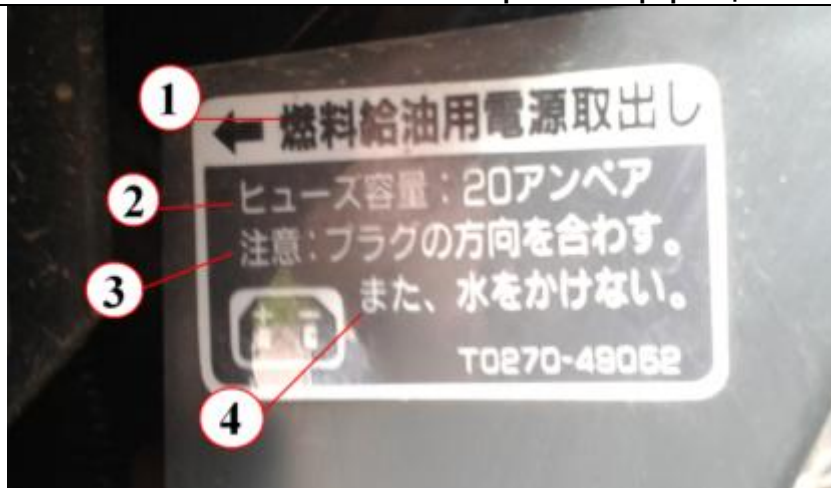 1
← 燃料給油用電源取出し
2
ヒューズ容量：20アンペア
3
注意：プラグの方向を合わす。
また、水をかけない。
＋ －
T0270-49052
4